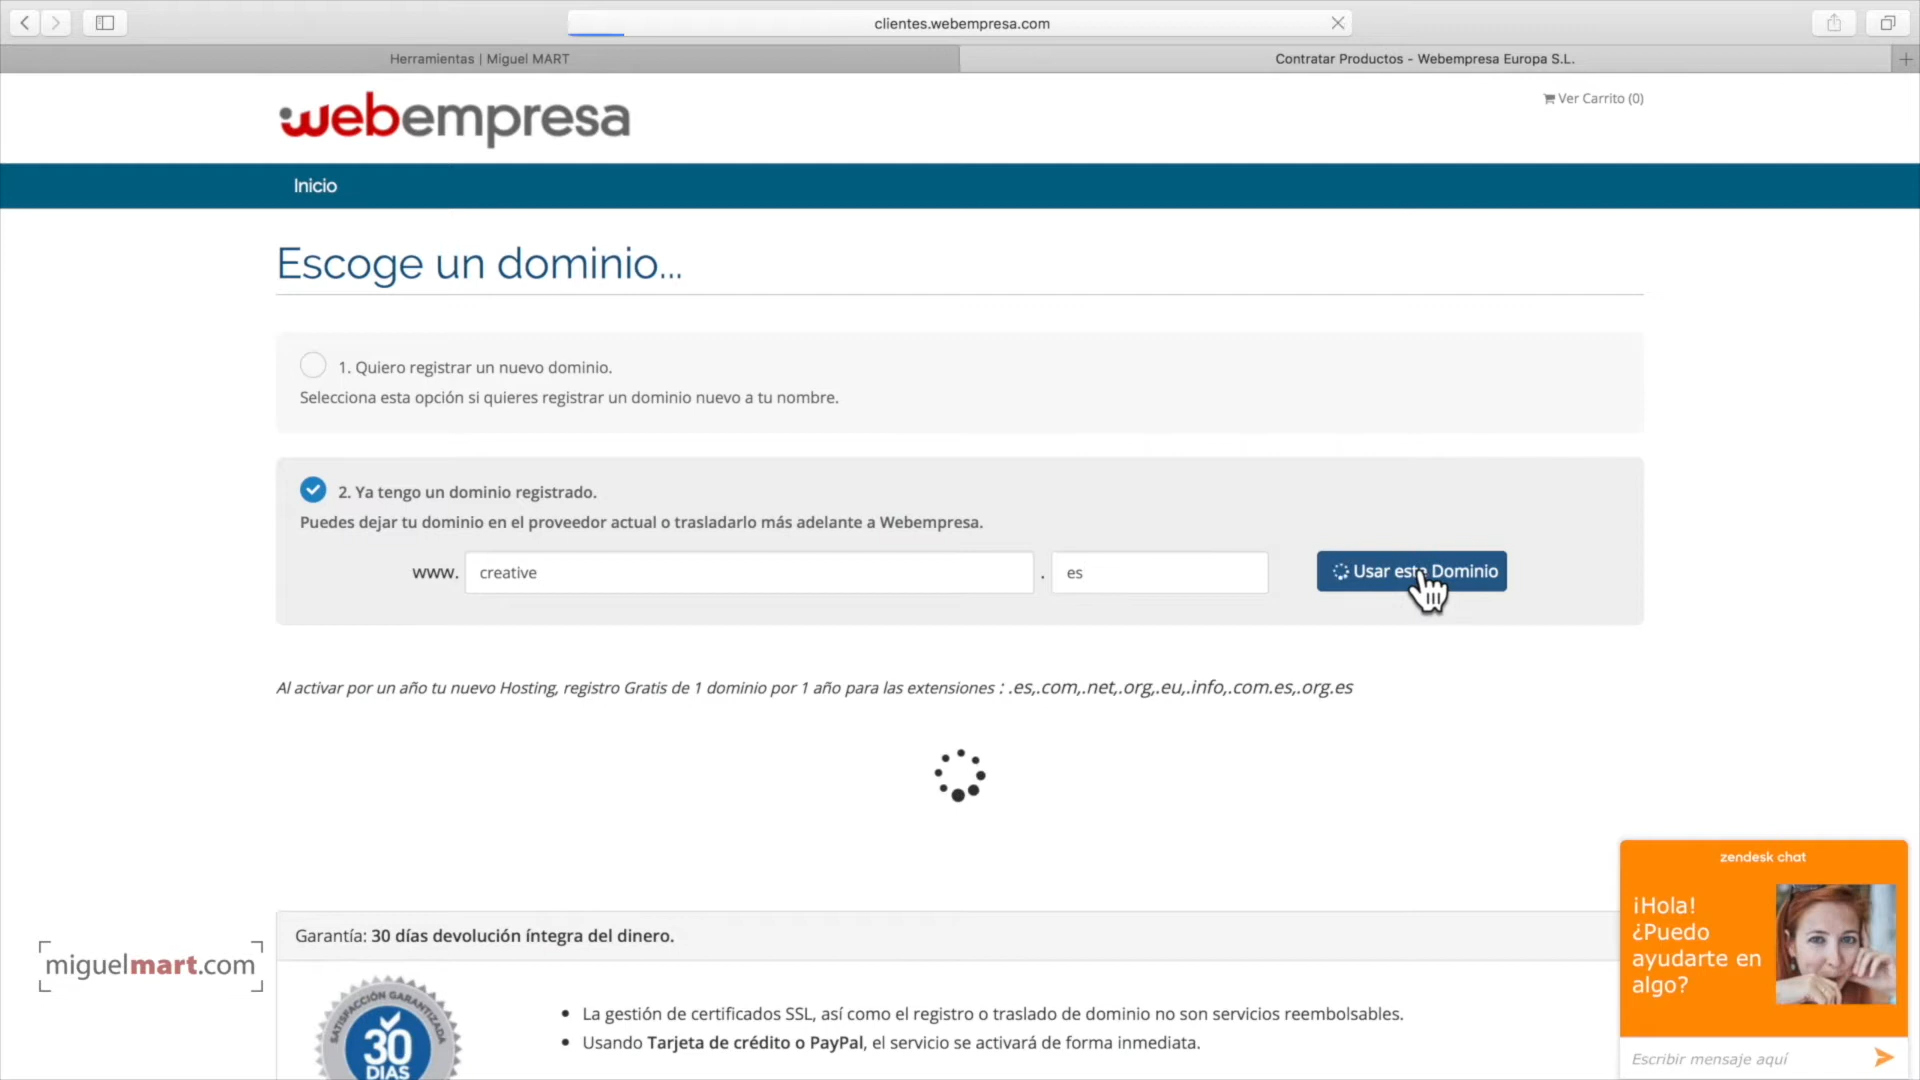 clientes.webempresa.com
Herramientas | Miguel MART
Contratar Productos - Webempresa Europa S.L.
webempresa
Ver Carrito (0)
Inicio
Escoge un dominio...
1. Quiero registrar un nuevo dominio.
Selecciona esta opción si quieres registrar un dominio nuevo a tu nombre.
2. Ya tengo un dominio registrado.
Puedes dejar tu dominio en el proveedor actual o trasladarlo más adelante a Webempresa.
www. creative . es Usar este Dominio
Al activar por un año tu nuevo Hosting, registro Gratis de 1 dominio por 1 año para las extensiones : .es,.com,.net,.org,.eu,.info,.com.es,.org.es
zendesk chat
¡Hola!
¿Puedo
ayudarte en
algo?
Escribir mensaje aquí
Garantía: 30 días devolución íntegra del dinero.
miguelmart.com
SATISFACCIÓN GARANTIZADA
30
DIAS
La gestión de certificados SSL, así como el registro o traslado de dominio no son servicios reembolsables.
Usando Tarjeta de crédito o PayPal, el servicio se activará de forma inmediata.